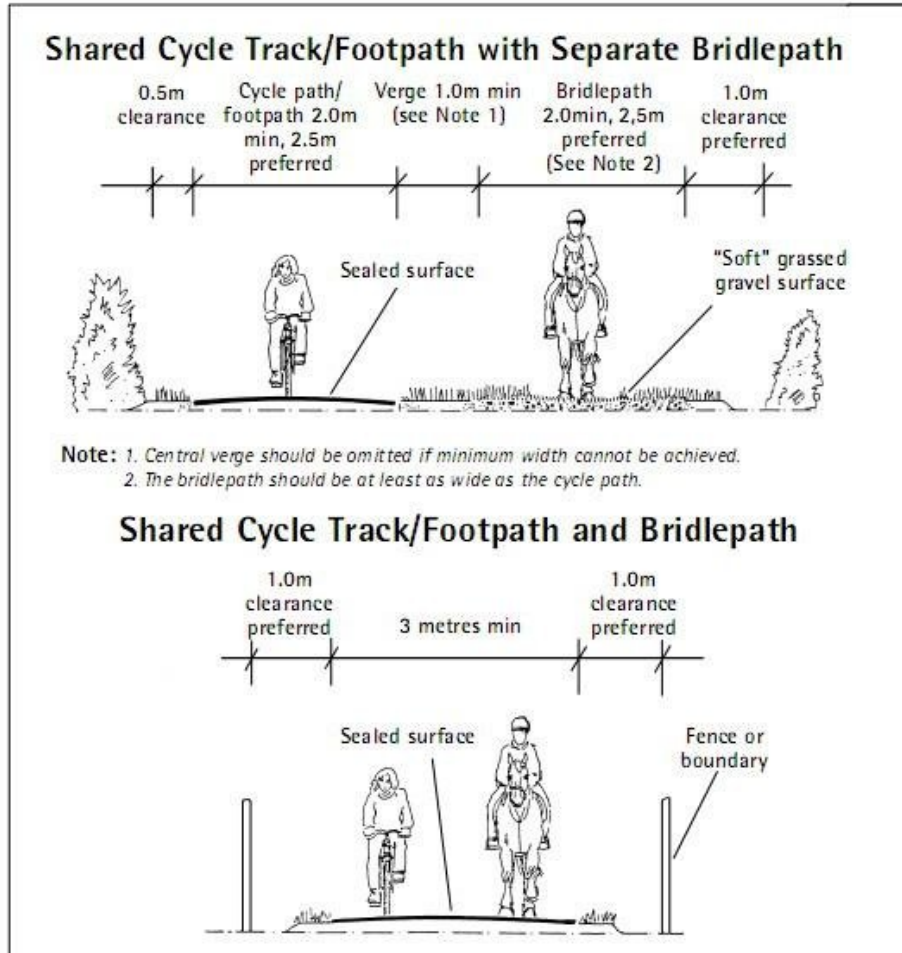 Shared Cycle Track/Footpath with Separate Bridlepath
0.5m
clearance
Cycle path/
footpath 2.0m
min, 2.5m
preferred
Verge 1.0m min
(see Note 1)
Bridlepath
2.0min, 2,5m
preferred
(See Note 2)
1.0m
clearance
preferred
Sealed surface
"Soft" grassed
gravel surface
Note: 1. Central verge should be omitted if minimum width cannot be achieved.
2. The bridlepath should be at least as wide as the cycle path.
Shared Cycle Track/Footpath and Bridlepath
1.0m
clearance
preferred
3 metres min
1.0m
clearance
preferred
Sealed surface
Fence or
boundary